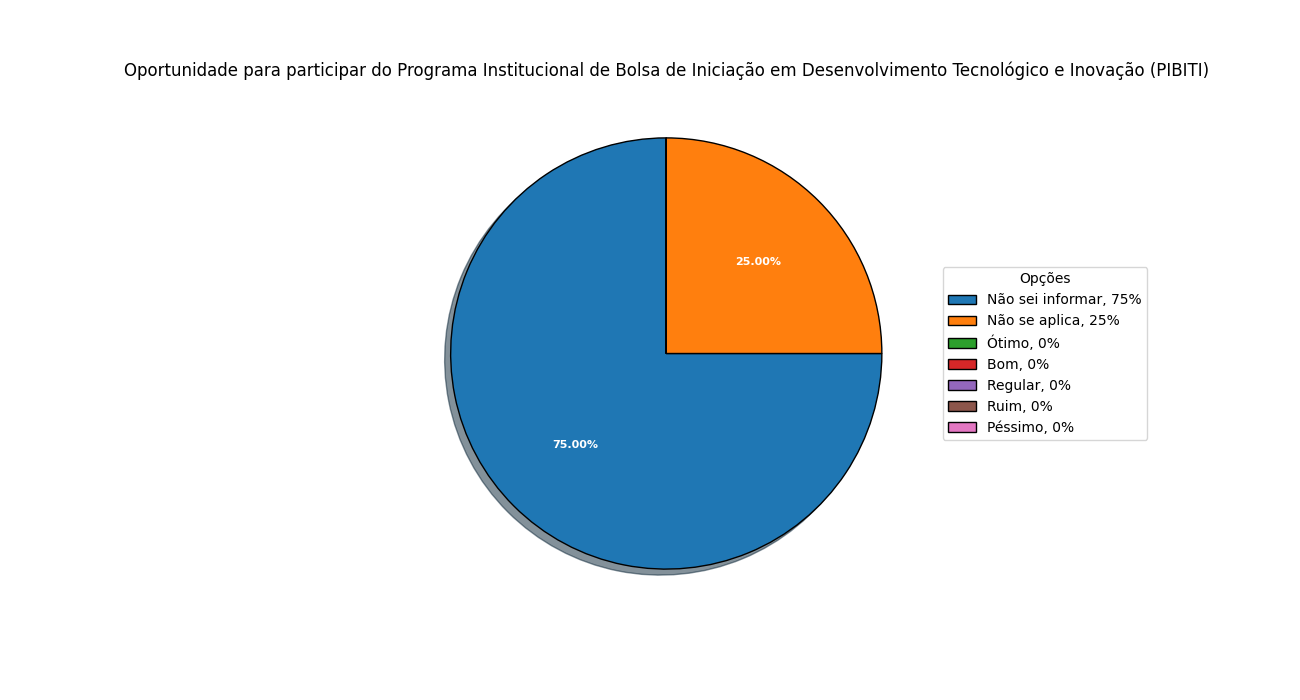 Oportunidade para participar do Programa Institucional de Bolsa de Iniciação em Desenvolvimento Tecnológico e Inovação (PIBITI)
25.00%
75.00%
Opções
Não sei informar, 75%
Não se aplica, 25%
Ótimo, 0%
Bom, 0%
Regular, 0%
Ruim, 0%
Péssimo, 0%